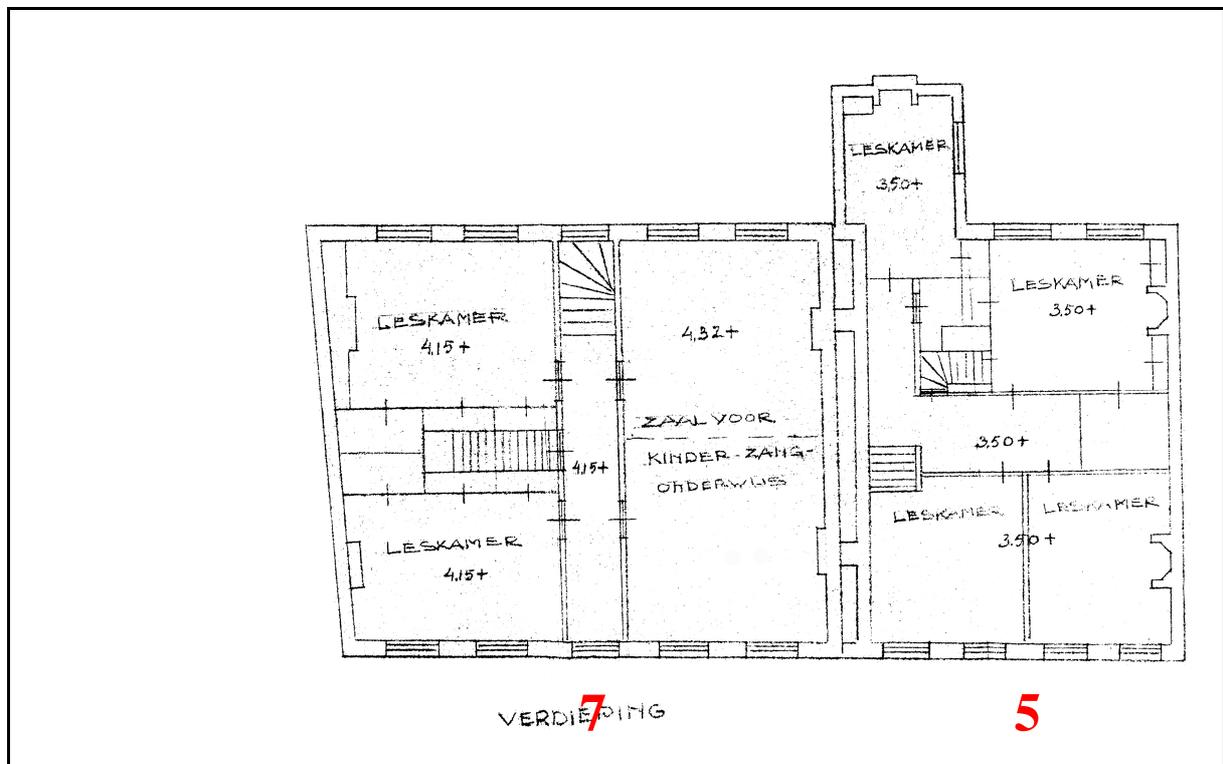 LESKAMER
3,50+
LESKAMER
4.15+
4,32+
LESKAMER
3,50+
ZAAL VOOR
KINDER-ZANG-
ONDERWIJS
4.15+
3.50+
LESKAMER
4.15+
LESKAMER
LESKAMER
3.50+
VERDIEPING
7
5